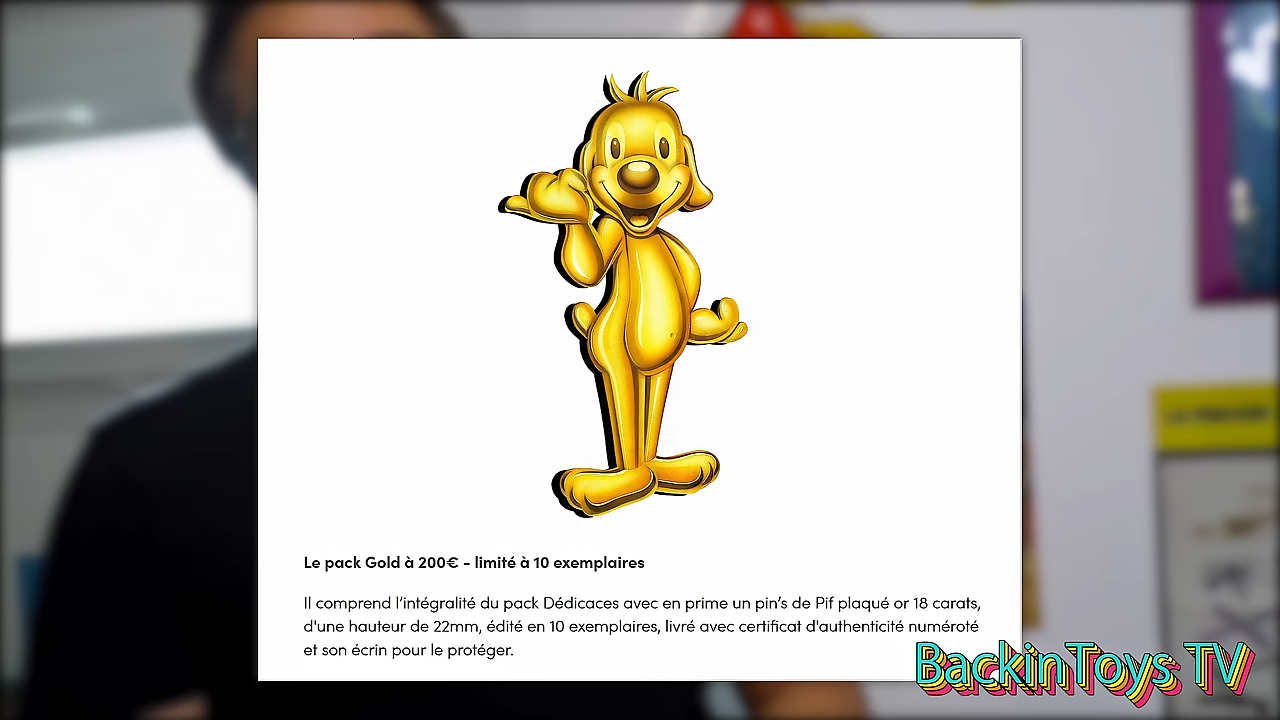 Le pack Gold à 200€ - limité à 10 exemplaires
Il comprend l’intégralité du pack Dédicaces avec en prime un pin’s de Pif plaqué or 18 carats,
d'une hauteur de 22mm, édité en 10 exemplaires, livré avec certificat d'authenticité numéroté
et son écrin pour le protéger.
BackinToys TV